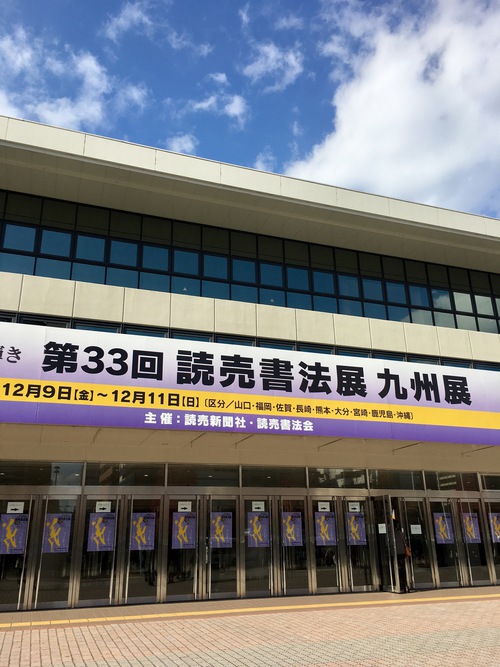 き 第33回 読売書法展 九州展
12月9日[金]~12月11日[日] 〔区分/山口・福岡・佐賀・長崎・熊本・大分・宮崎・鹿児島・沖縄〕
主催:読売新聞社・読売書法会